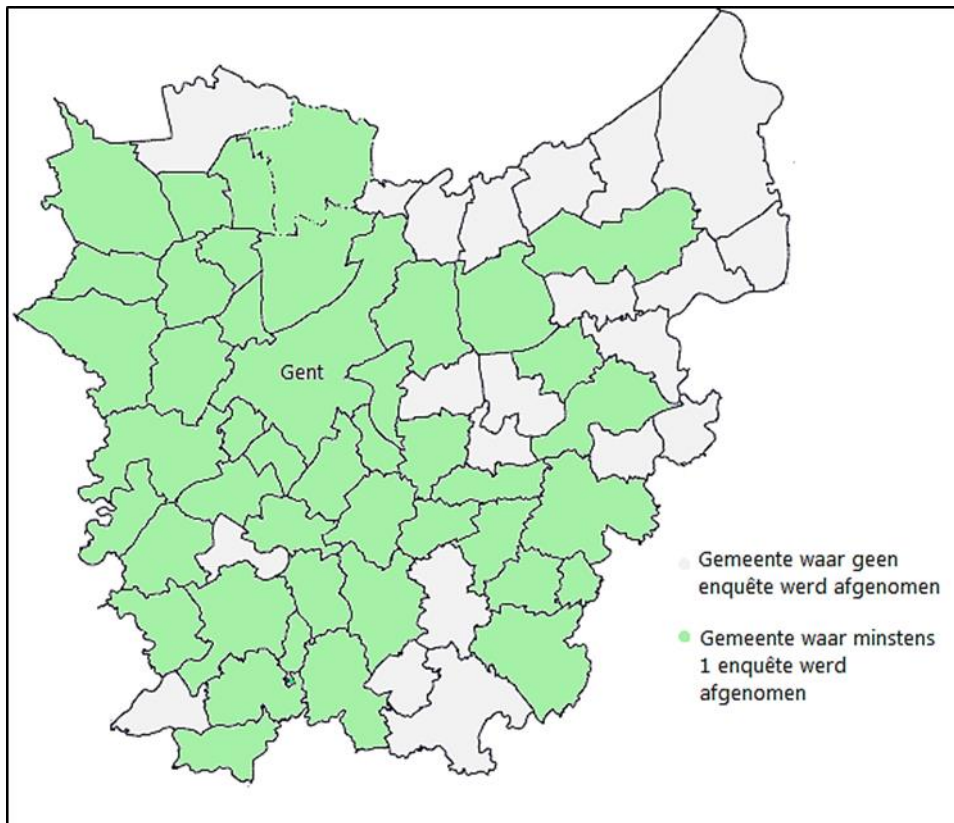 Gent
Gemeente waar geen
enquête werd afgenomen
Gemeente waar minstens
1 enquête werd
afgenomen